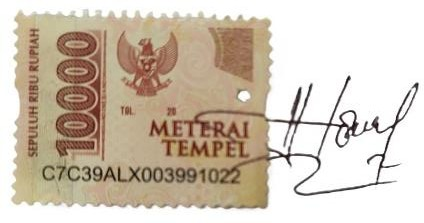 SEPULUH RIBU RUPIAH
10000
TGL. 20
METERAI
TEMPEL
C7C39ALX003991022